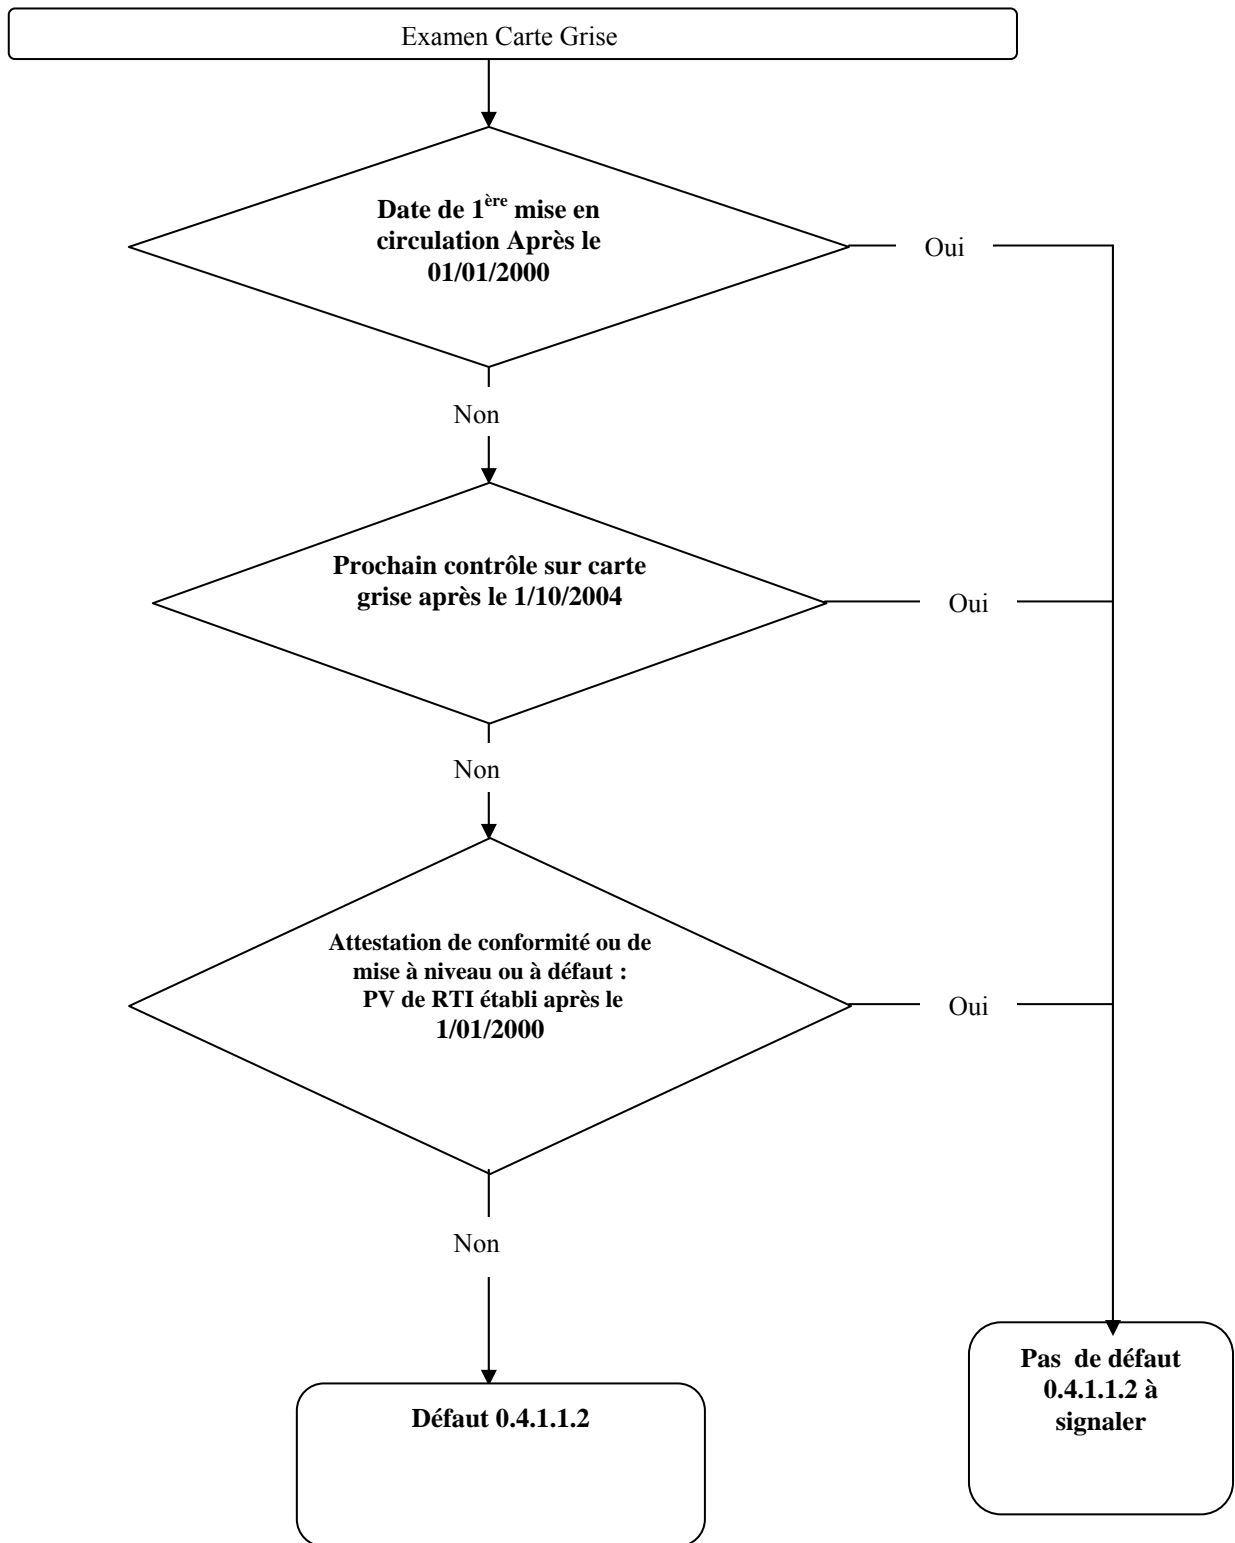 Examen Carte Grise
Date de 1ère mise en
circulation Après le
01/01/2000
Oui
Non
Prochain contrôle sur carte
grise après le 1/10/2004
Oui
Non
Attestation de conformité ou de
mise à niveau ou à défaut :
PV de RTI établi après le
1/01/2000
Oui
Non
Pas de défaut
0.4.1.1.2 à
signaler
Défaut 0.4.1.1.2